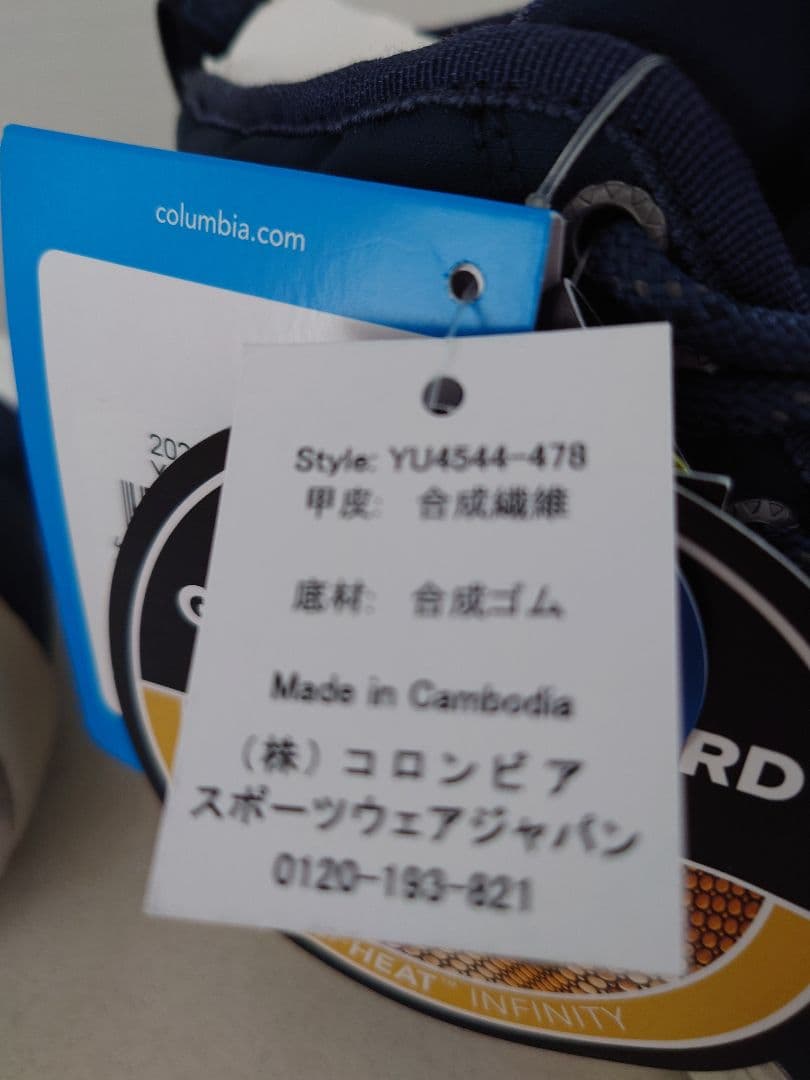 columbia.com
Style: YU4544-478
甲皮: 合成繊維
底材: 合成ゴム
Made in Cambodia
(株)コロンビア
スポーツウェアジャパン
0120-193-821
RD
HEAT™ INFINITY